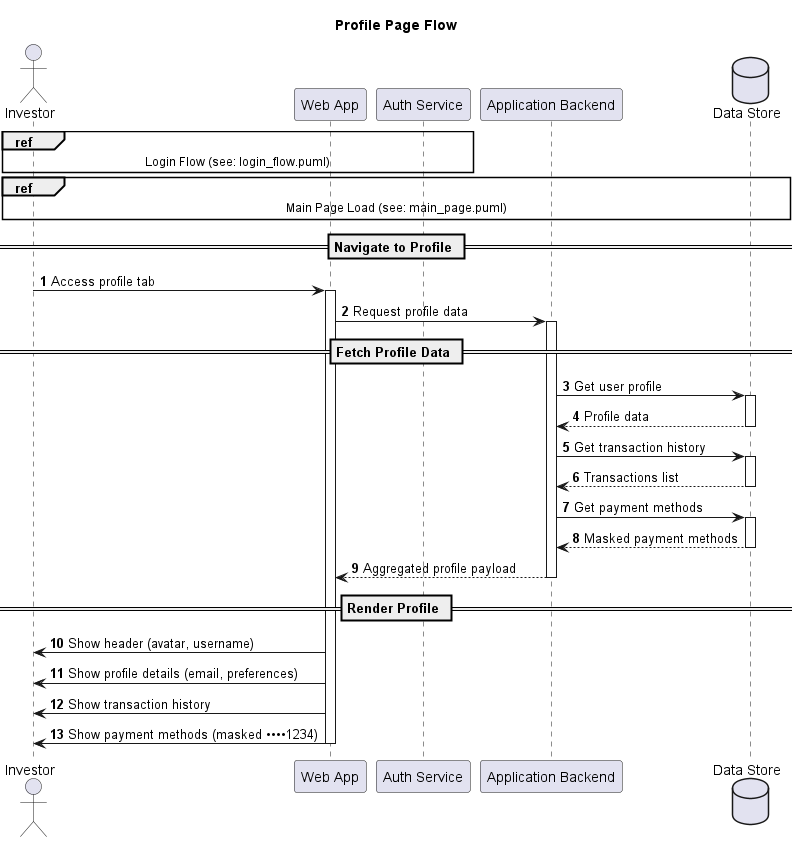 Profile Page Flow
Investor
Web App
Auth Service
Application Backend
Data Store
ref
Login Flow (see: login_flow.puml)
ref
Main Page Load (see: main_page.puml)
Navigate to Profile
1 Access profile tab
2 Request profile data
Fetch Profile Data
3 Get user profile
4 Profile data
5 Get transaction history
6 Transactions list
7 Get payment methods
8 Masked payment methods
9 Aggregated profile payload
Render Profile
10 Show header (avatar, username)
11 Show profile details (email, preferences)
12 Show transaction history
13 Show payment methods (masked ••••1234)
Investor
Web App
Auth Service
Application Backend
Data Store